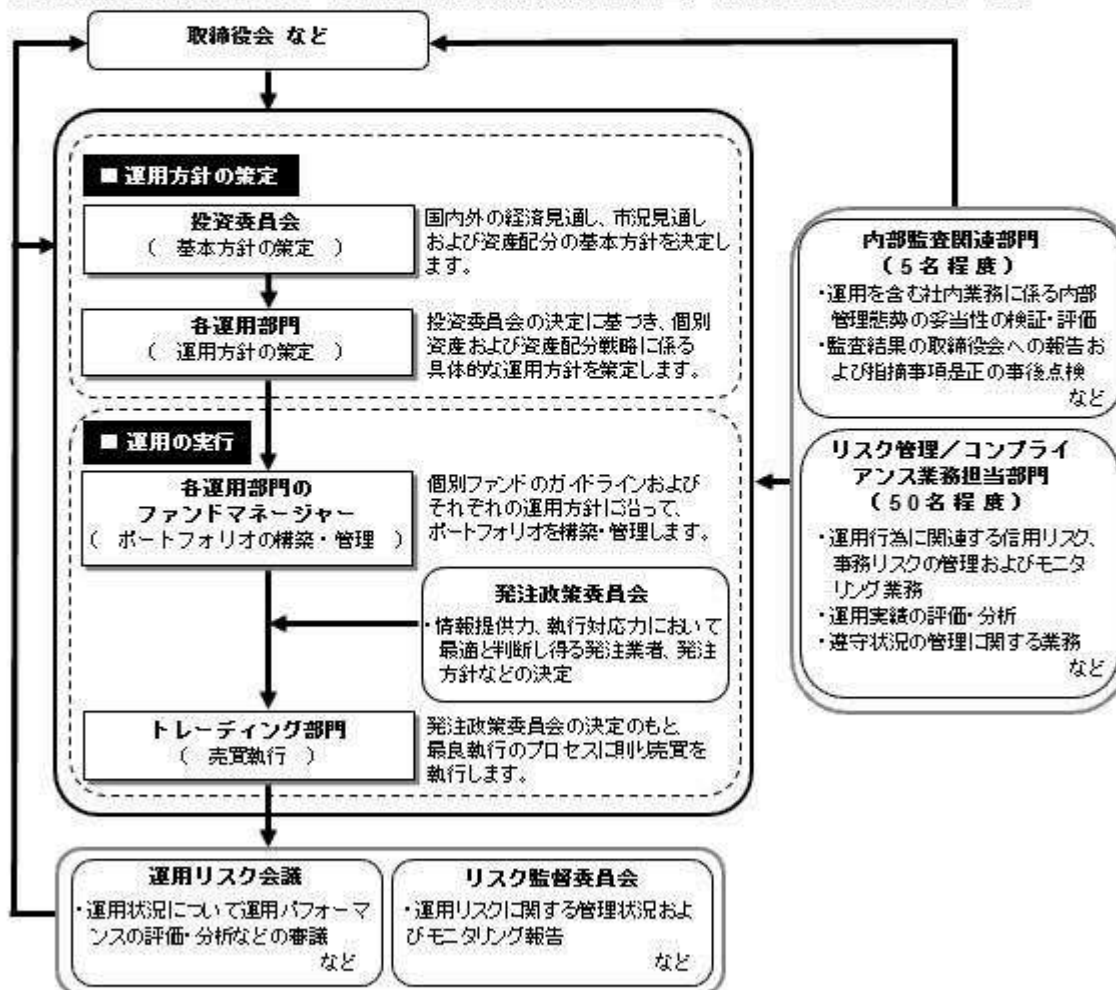 取締役会 など
■ 運用方針の策定
投資委員会
( 基本方針の策定 )
国内外の経済見通し、市況見通し
および資産配分の基本方針を決定し
ます。
各運用部門
( 運用方針の策定 )
投資委員会の決定に基づき、個別
資産および資産配分戦略に係る
具体的な運用方針を策定します。
■ 運用の実行
各運用部門の
ファンドマネージャー
( ポートフォリオの構築・管理 )
個別ファンドのガイドラインおよび
それぞれの運用方針に沿って、
ポートフォリオを構築・管理します。
発注政策委員会
・情報提供力、執行対応力において
最適と判断し得る発注業者、発注
方針などの決定
トレーディング部門
( 売買執行 )
発注政策委員会の決定のもと
最良執行のプロセスに則り売買を
執行します。
内部監査関連部門
(5名程度)
・運用を含む社内業務に係る内部
管理態勢の妥当性の検証・評価
・監査結果の取締役会への報告お
よび指摘事項是正の事後点検
など
リスク管理/コンプライ
アンス業務担当部門
(50名程度)
・運用行為に関連する信用リスク、
事務リスクの管理およびモニタ
リング業務
・運用実績の評価・分析
・遵守状況の管理に関する業務
など
運用リスク会議
・運用状況について運用パフォーマ
ンスの評価・分析などの審議
など
リスク監督委員会
・運用リスクに関する管理状況およ
びモニタリング報告
など